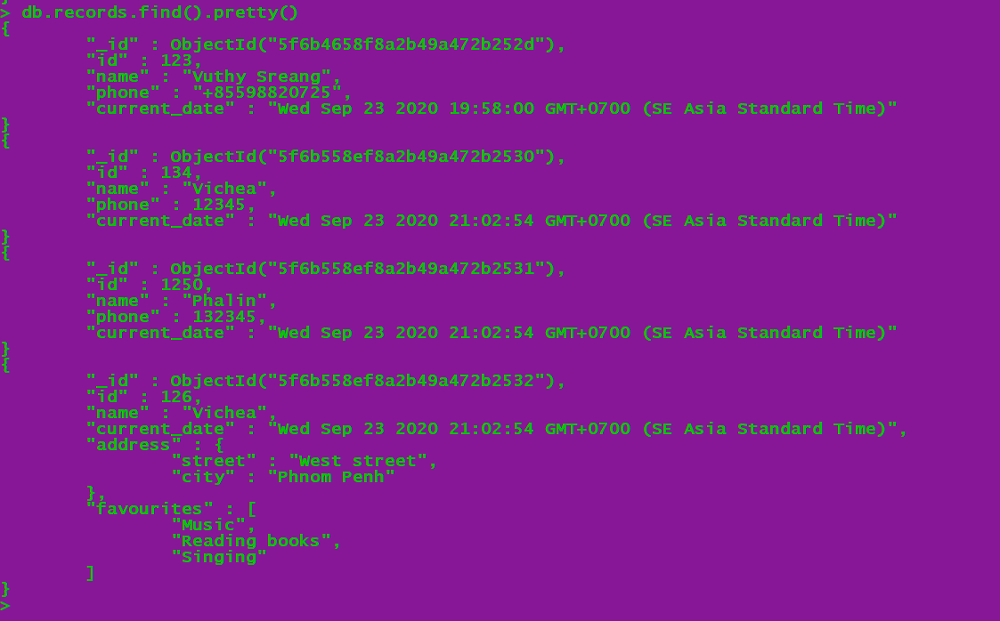 > db.records.find().pretty()
{
"_id" : ObjectId("5f6b4658f8a2b49a472b252d"),
"id" : 123,
"name" : "Vuthy Sreang",
"phone" : "+85598820725",
"current_date" : "Wed Sep 23 2020 19:58:00 GMT+0700 (SE Asia Standard Time)"
}
{
"_id" : ObjectId("5f6b558ef8a2b49a472b2530"),
"id" : 134,
"name" : "Vichea",
"phone" : 12345,
"current_date" : "Wed Sep 23 2020 21:02:54 GMT+0700 (SE Asia Standard Time)"
}
{
"_id" : ObjectId("5f6b558ef8a2b49a472b2531"),
"id" : 1250,
"name" : "Phalin",
"phone" : 132345,
"current_date" : "Wed Sep 23 2020 21:02:54 GMT+0700 (SE Asia Standard Time)"
}
{
"_id" : ObjectId("5f6b558ef8a2b49a472b2532"),
"id" : 126,
"name" : "Vichea",
"current_date" : "Wed Sep 23 2020 21:02:54 GMT+0700 (SE Asia Standard Time)",
"address" : {
"street" : "West street",
"city" : "Phnom Penh"
},
"favourites" : [
"Music",
"Reading books",
"Singing"
]
}
>